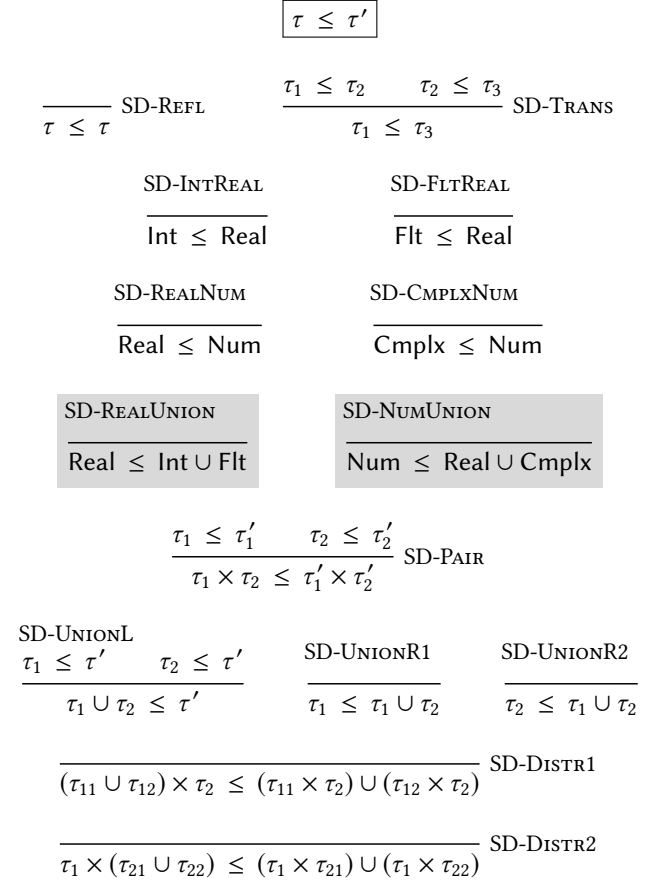 τ ≤ τ′
SD-Refl
τ ≤ τ
τ₁ ≤ τ₂ τ₂ ≤ τ₃
τ₁ ≤ τ₃
SD-Trans
SD-IntReal
Int ≤ Real
SD-FltReal
Flt ≤ Real
SD-RealNum
Real ≤ Num
SD-CmplxNum
Cmplx ≤ Num
SD-RealUnion
Real ≤ Int ∪ Flt
SD-NumUnion
Num ≤ Real ∪ Cmplx
τ₁ ≤ τ₁′ τ₂ ≤ τ₂′
τ₁ × τ₂ ≤ τ₁′ × τ₂′
SD-Pair
SD-UnionL
τ₁ ≤ τ′ τ₂ ≤ τ′
τ₁ ∪ τ₂ ≤ τ′
SD-UnionR1
τ₁ ≤ τ₁ ∪ τ₂
SD-UnionR2
τ₂ ≤ τ₁ ∪ τ₂
SD-Distr1
(τ₁₁ ∪ τ₁₂) × τ₂ ≤ (τ₁₁ × τ₂) ∪ (τ₁₂ × τ₂)
SD-Distr2
τ₁ × (τ₂₁ ∪ τ₂₂) ≤ (τ₁ × τ₂₁) ∪ (τ₁ × τ₂₂)